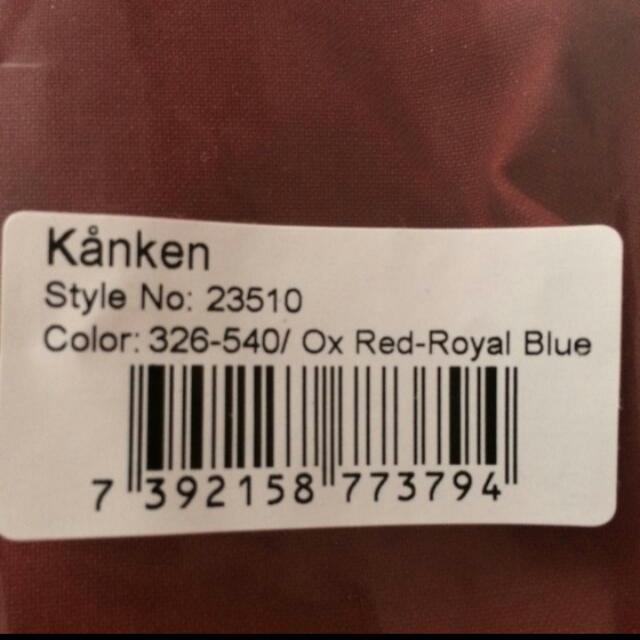 Kånken
Style No: 23510
Color: 326-540/ Ox Red-Royal Blue
7 392158 773794